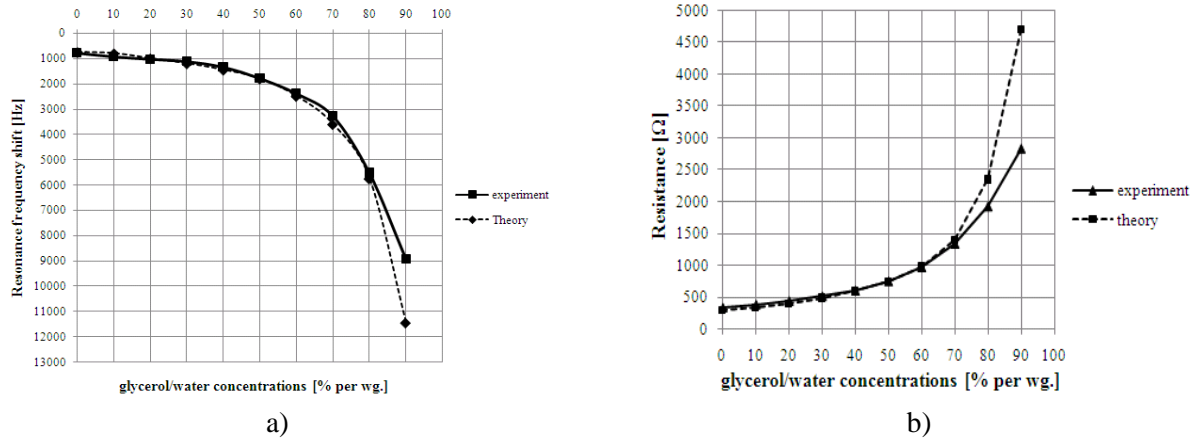 0 10 20 30 40 50 60 70 80 90 100
0
1000
2000
3000
4000
5000
6000
7000
8000
9000
10000
11000
12000
13000
Resonance frequency shift [Hz]
experiment
Theory
glycerol/water concentrations [% per wg.]
a)
5000
4500
4000
3500
3000
2500
2000
1500
1000
500
0
Resistance [Ω]
0 10 20 30 40 50 60 70 80 90 100
experiment
theory
glycerol/water concentrations [% per wg.]
b)